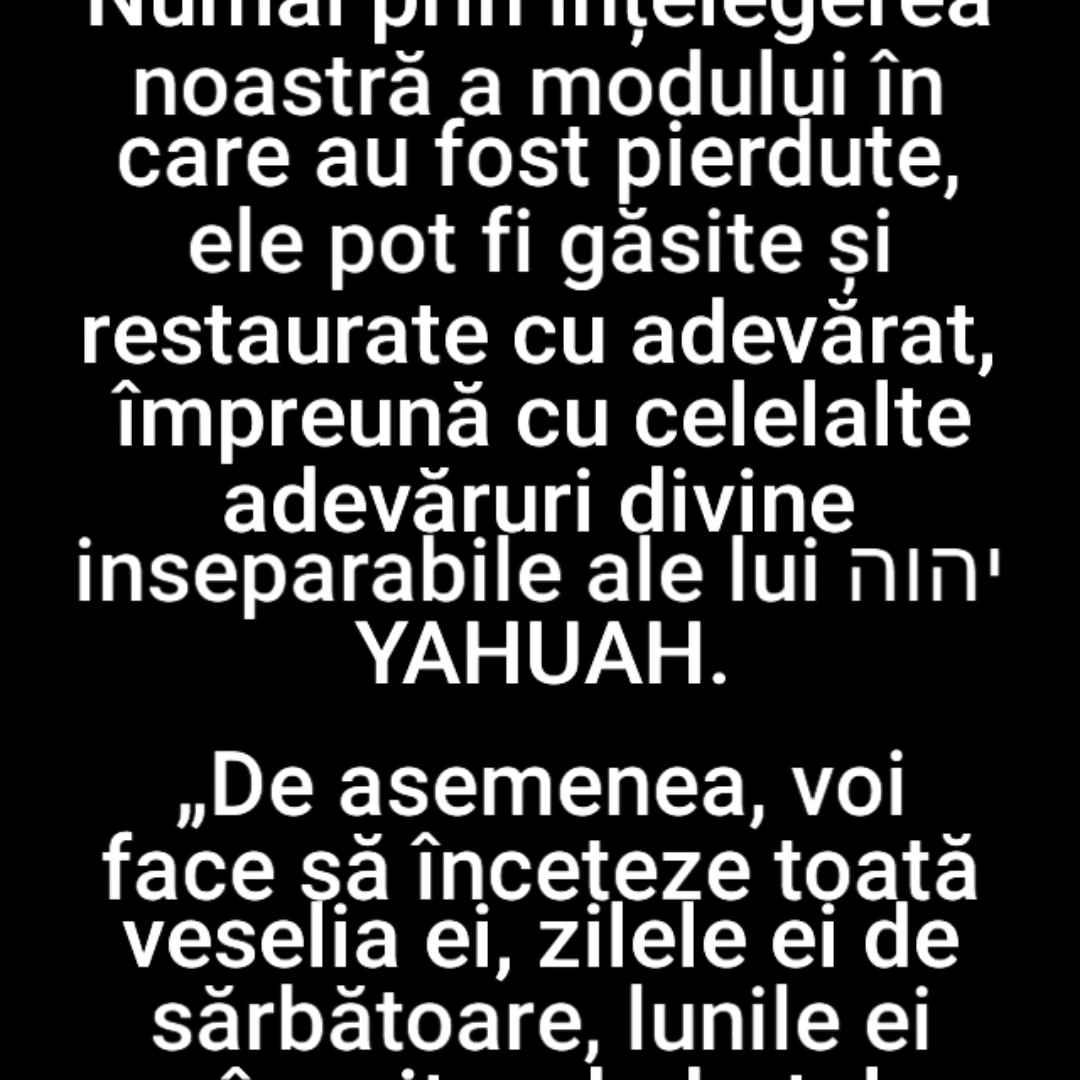 Numai prin înțelegerea
noastră a modului în
care au fost pierdute,
ele pot fi găsite și
restaurate cu adevărat,
împreună cu celelalte
adevăruri divine
inseparabile ale lui יהוה
YAHUAH.
„De asemenea, voi
face să înceteze toată
veselia ei, zilele ei de
sărbătoare, lunile ei